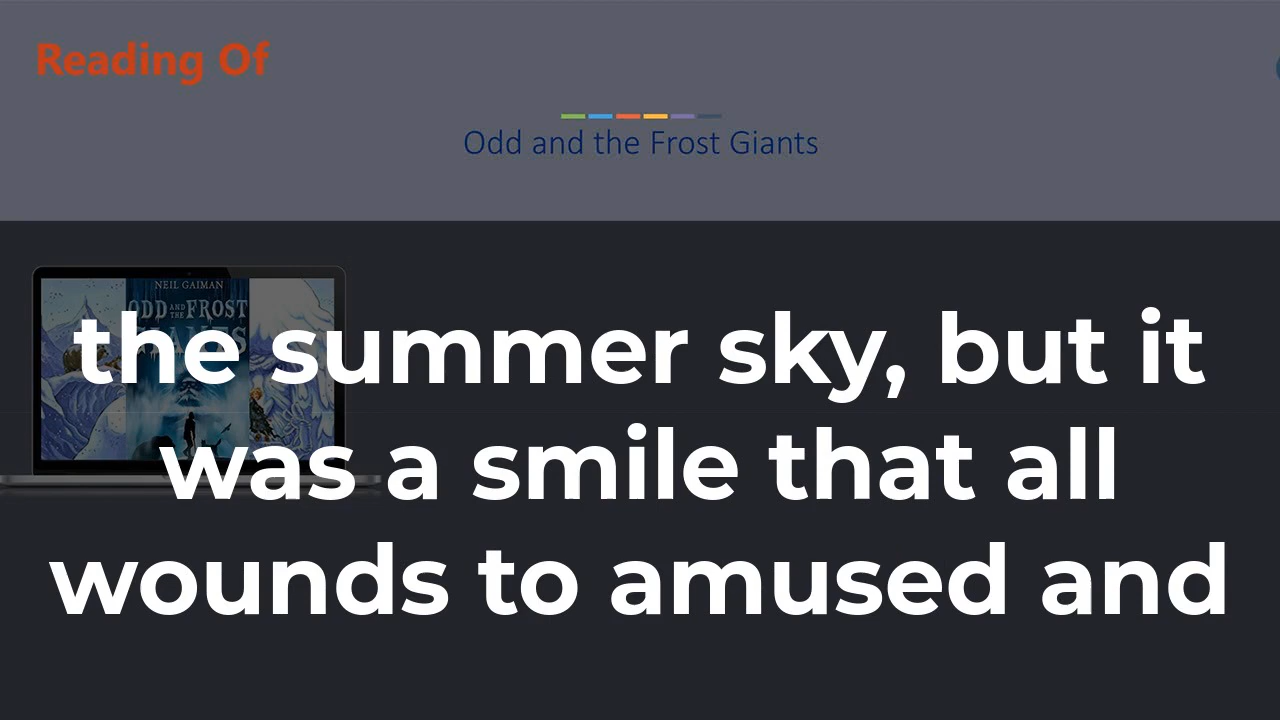 Reading Of
Odd and the Frost Giants
NEIL GAIMAN
ODD AND THE FROST
GIANTS
the summer sky, but it
was a smile that all
wounds to amused and